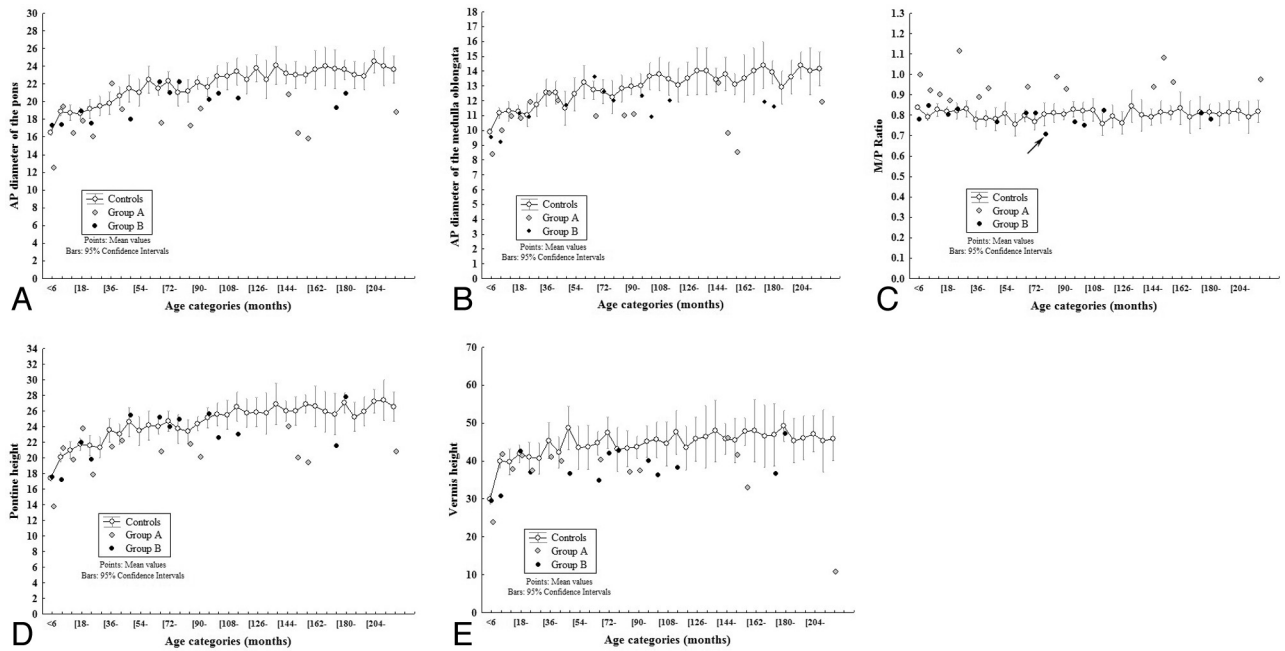 A
AP diameter of the pons
30
28
26
24
22
20
18
16
14
12
10
8
6
4
2
0
Controls
Group A
Group B
Points: Mean values
Bars: 95% Confidence Intervals
<6 [18- [36- [54- [72- [90- [108- [126- [144- [162- [180- [204-
Age categories (months)
B
AP diameter of the medulla oblongata
18
17
16
15
14
13
12
11
10
9
8
7
6
5
4
3
2
1
0
Controls
Group A
Group B
Points: Mean values
Bars: 95% Confidence Intervals
<6 [18- [36- [54- [72- [90- [108- [126- [144- [162- [180- [204-
Age categories (months)
C
M/P Ratio
1.3
1.2
1.1
1.0
0.9
0.8
0.7
0.6
0.5
0.4
0.3
0.2
0.1
0.0
Controls
Group A
Group B
Points: Mean values
Bars: 95% Confidence Intervals
<6 [18- [36- [54- [72- [90- [108- [126- [144- [162- [180- [204-
Age categories (months)
D
Pontine height
34
32
30
28
26
24
22
20
18
16
14
12
10
8
6
4
2
0
Controls
Group A
Group B
Points: Mean values
Bars: 95% Confidence Intervals
<6 [18- [36- [54- [72- [90- [108- [126- [144- [162- [180- [204-
Age categories (months)
E
Vermis height
70
60
50
40
30
20
10
0
Controls
Group A
Group B
Points: Mean values
Bars: 95% Confidence Intervals
<6 [18- [36- [54- [72- [90- [108- [126- [144- [162- [180- [204-
Age categories (months)